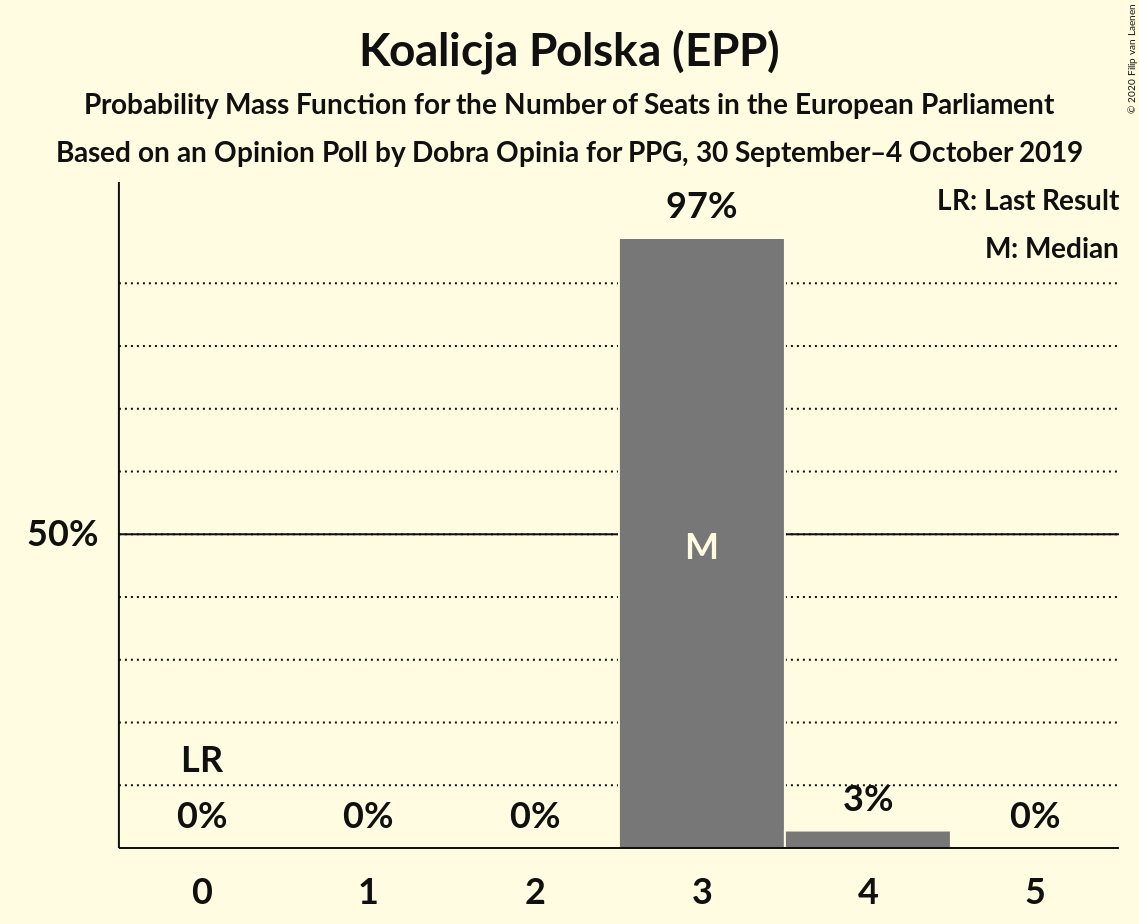 Koalicja Polska (EPP)
Probability Mass Function for the Number of Seats in the European Parliament
Based on an Opinion Poll by Dobra Opinia for PPG, 30 September–4 October 2019
© 2020 Filip van Laenen
LR: Last Result
M: Median
97%
50%
M
LR
0%
0%
0%
3%
0%
0
1
2
3
4
5